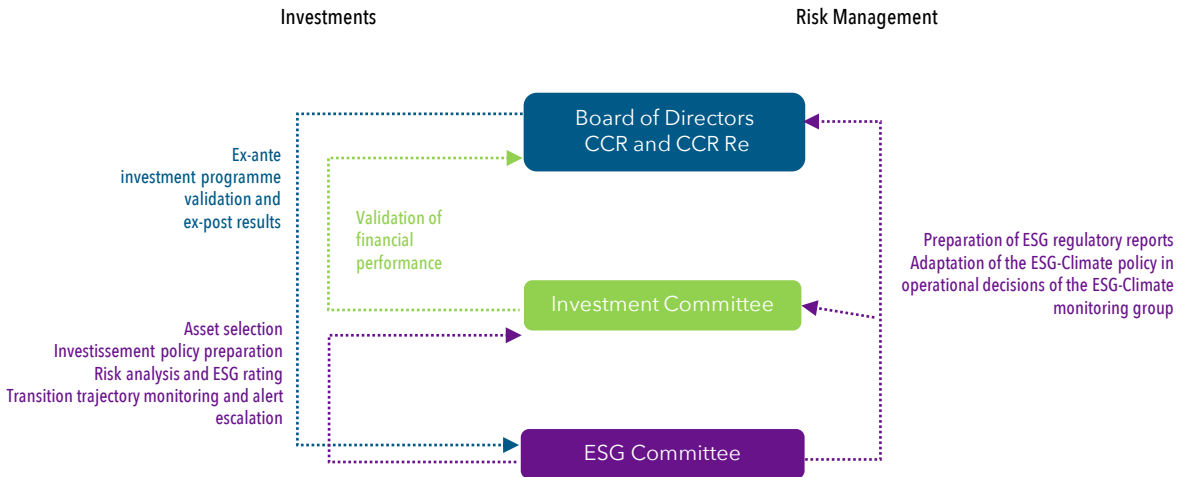 Investments
Risk Management
Board of Directors
CCR and CCR Re
Ex-ante
investment programme
validation and
ex-post results
Validation of
financial
performance
Preparation of ESG regulatory reports
Adaptation of the ESG-Climate policy in
operational decisions of the ESG-Climate
monitoring group
Investment Committee
Asset selection
Investissement policy preparation
Risk analysis and ESG rating
Transition trajectory monitoring and alert
escalation
ESG Committee